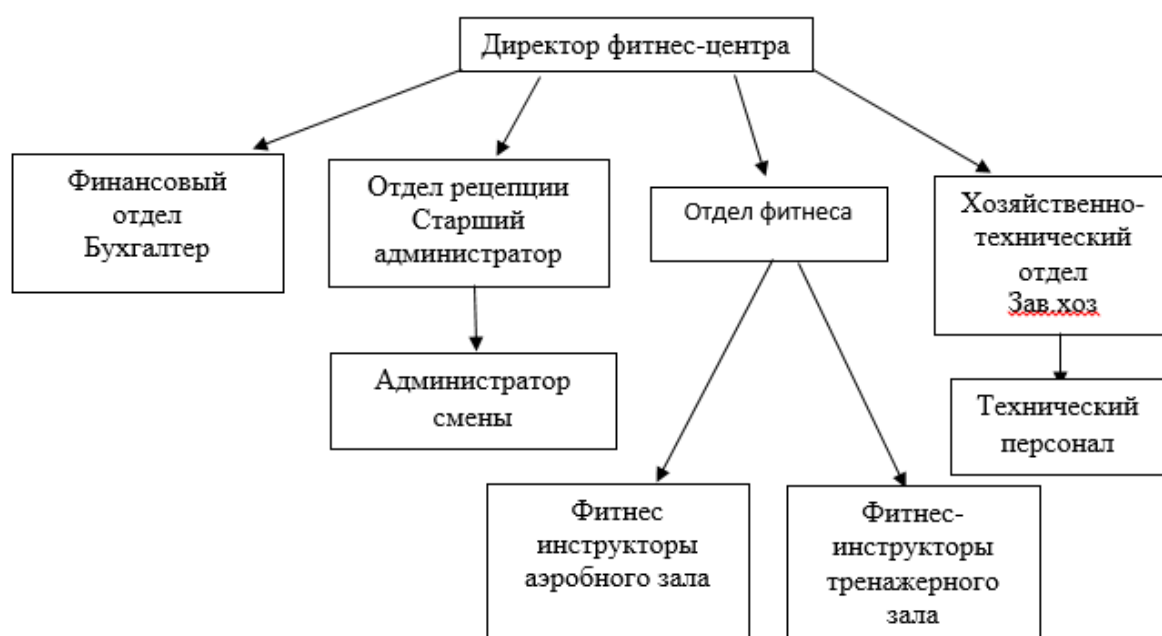 Директор фитнес-центра
Финансовый
отдел
Бухгалтер
Отдел рецепции
Старший
администратор
Отдел фитнеса
Хозяйственно-
технический
отдел
Зав.хоз
Администратор
смены
Технический
персонал
Фитнес
инструкторы
аэробного зала
Фитнес-
инструкторы
тренажерного
зала